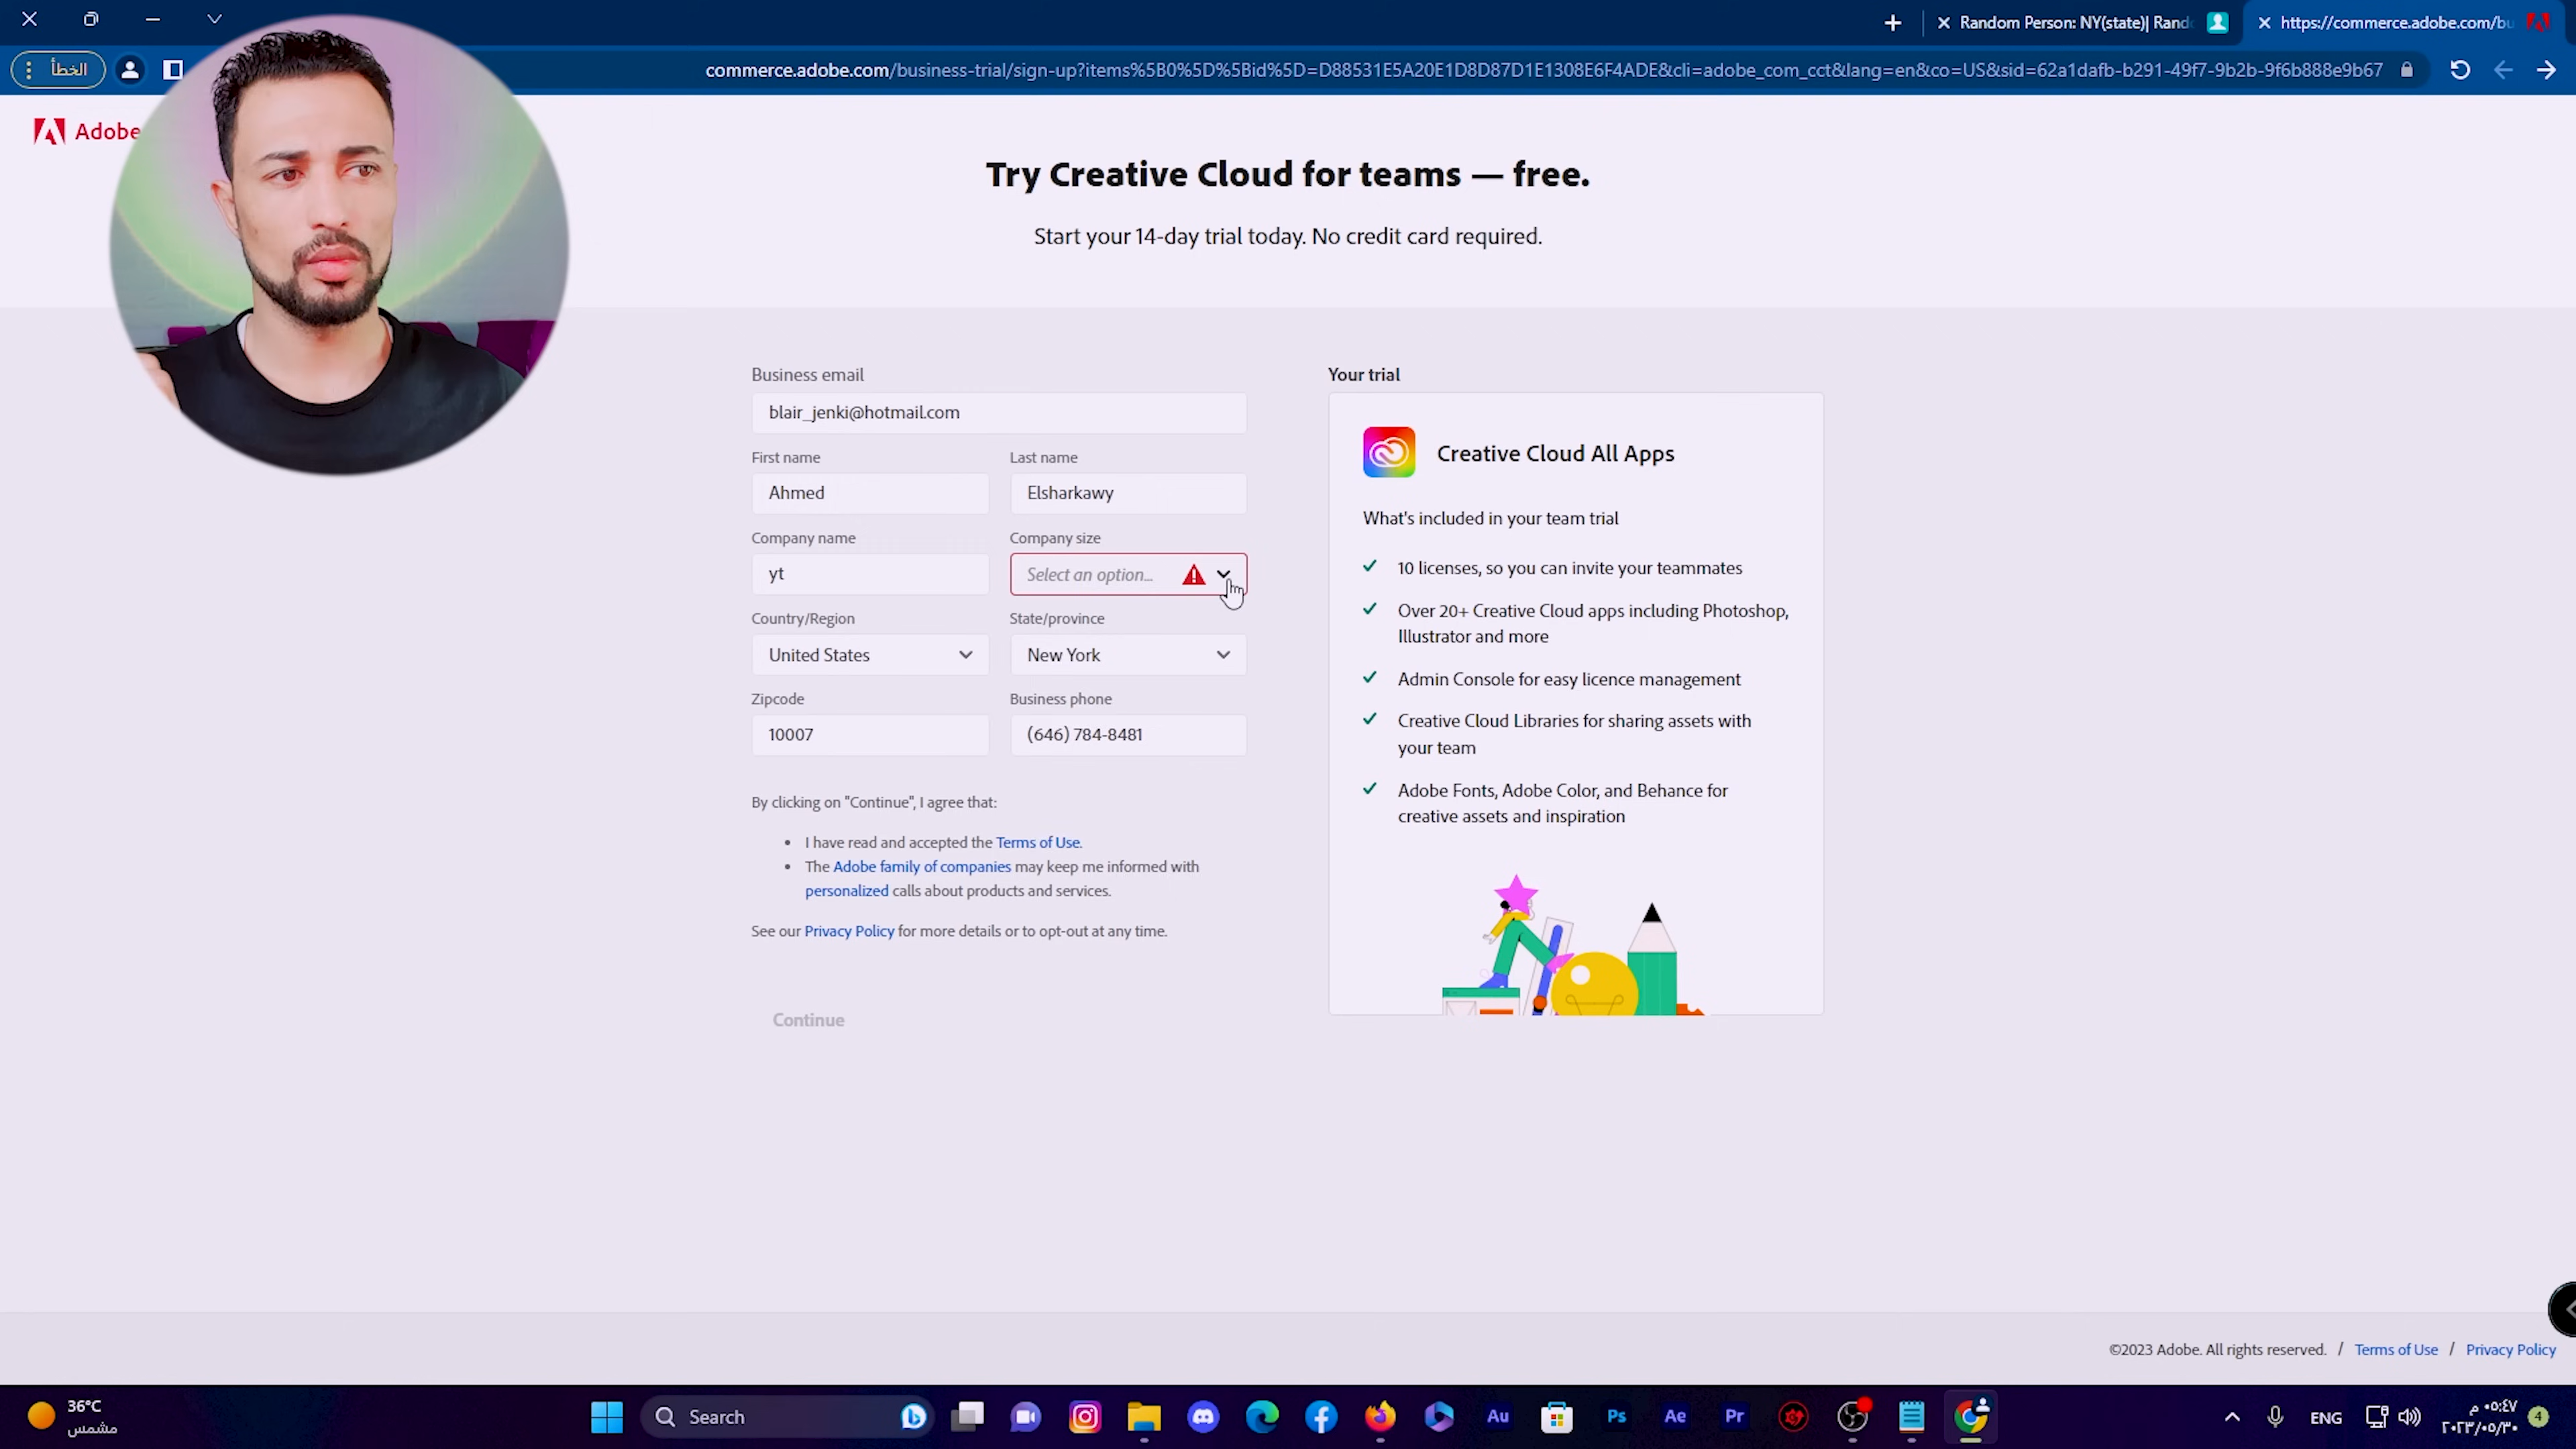 Random Person: NY(state)| Rand
https://commerce.adobe.com/bu
الخطأ
commerce.adobe.com/business-trial/sign-up?items%5B0%5D%5Bid%5D=D88531E5A20E1D8D87D1E1308E6F4ADE&cli=adobe_com_cct&lang=en&co=US&sid=62a1dafb-b291-49f7-9b2b-9f6b888e9b67
Adobe
Try Creative Cloud for teams — free.
Start your 14-day trial today. No credit card required.
Business email
blair_jenki@hotmail.com
First name
Last name
Ahmed
Elsharkawy
Company name
Company size
yt
Select an option...
Country/Region
State/province
United States
New York
Zipcode
Business phone
10007
(646) 784-8481
By clicking on "Continue", I agree that:
• I have read and accepted the Terms of Use.
• The Adobe family of companies may keep me informed with
personalized calls about products and services.
See our Privacy Policy for more details or to opt-out at any time.
Continue
Your trial
Creative Cloud All Apps
What's included in your team trial
10 licenses, so you can invite your teammates
Over 20+ Creative Cloud apps including Photoshop,
Illustrator and more
Admin Console for easy licence management
Creative Cloud Libraries for sharing assets with
your team
Adobe Fonts, Adobe Color, and Behance for
creative assets and inspiration
©2023 Adobe. All rights reserved. / Terms of Use / Privacy Policy
36°C
مشمس
Search
Au
Ps
Ae
Pr
ENG
٠٥:٤٧ م
٢٠٢٣/٠٥/٣٠
4